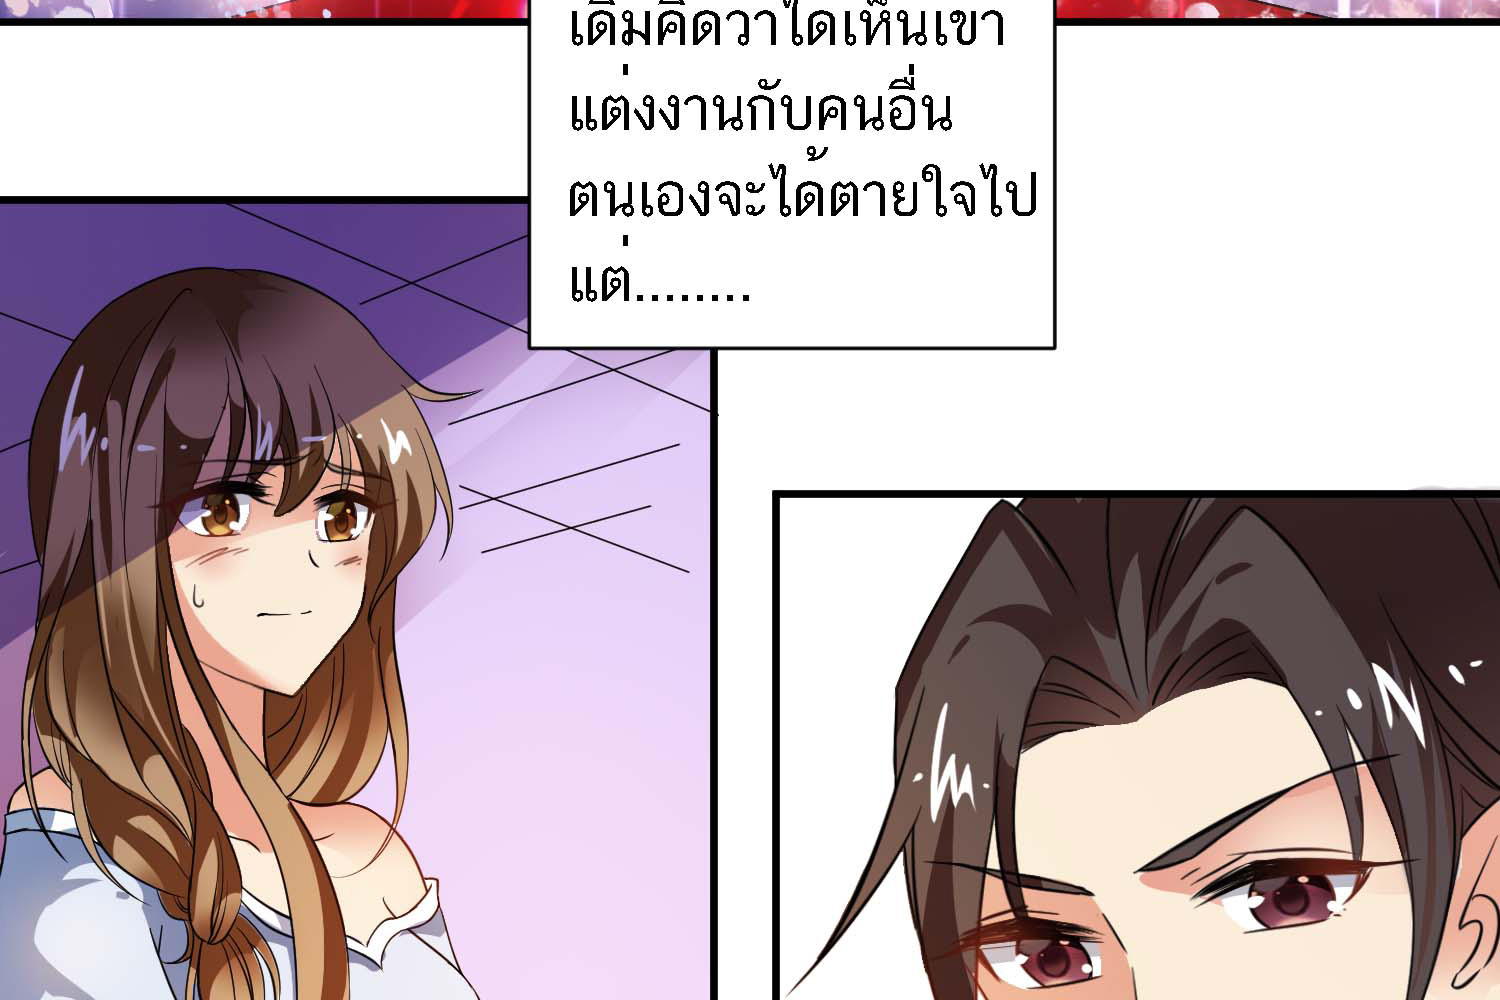 เดิมคิดว่าได้เห็นเขา
แต่งงานกับคนอื่น
ตนเองจะได้ตายใจไป
แต่........